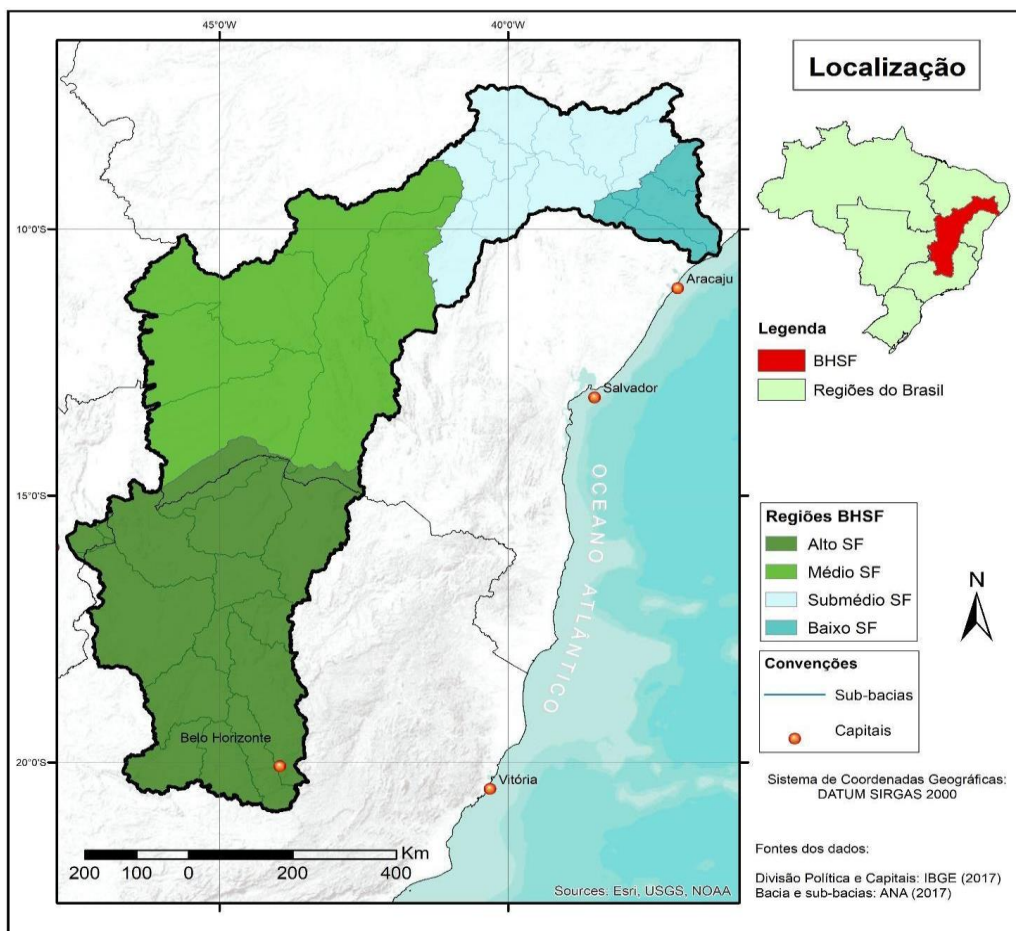 45°0'W
40°0'W
10°0'S
15°0'S
20°0'S
Aracaju
Salvador
OCEANO ATLÂNTICO
Belo Horizonte
Vitória
Km
200 100 0 200 400
Sources. Esri, USGS, NOAA
Localização
Legenda
BHSF
Regiões do Brasil
Regiões BHSF
Alto SF
Médio SF
Submédio SF
Baixo SF
N
Convenções
Sub-bacias
Capitais
Sistema de Coordenadas Geográficas:
DATUM SIRGAS 2000
Fontes dos dados:
Divisão Política e Capitais: IBGE (2017)
Bacia e sub-bacias: ANA (2017)